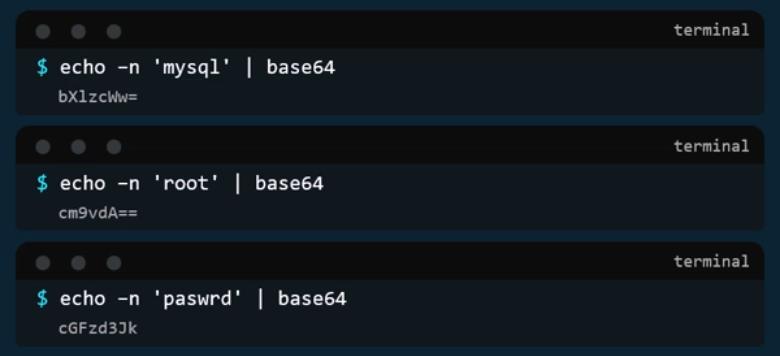 terminal
$ echo -n 'mysql' | base64
bXlzcWw=
terminal
$ echo -n 'root' | base64
cm9vdA==
terminal
$ echo -n 'paswrd' | base64
cGFzd3Jk